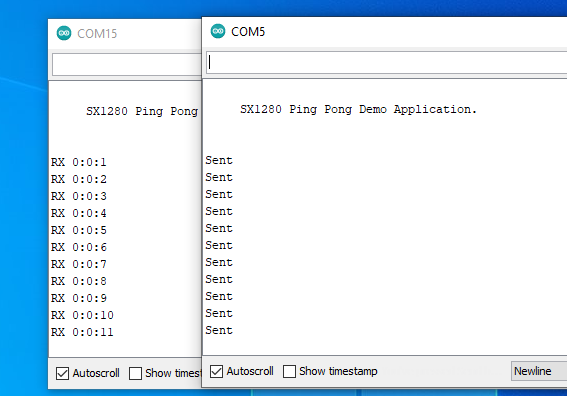 COM15
SX1280 Ping Pong
RX 0:0:1
RX 0:0:2
RX 0:0:3
RX 0:0:4
RX 0:0:5
RX 0:0:6
RX 0:0:7
RX 0:0:8
RX 0:0:9
RX 0:0:10
RX 0:0:11
Autoscroll Show timest
COM5
SX1280 Ping Pong Demo Application.
Sent
Sent
Sent
Sent
Sent
Sent
Sent
Sent
Sent
Sent
Sent
Autoscroll Show timestamp Newline